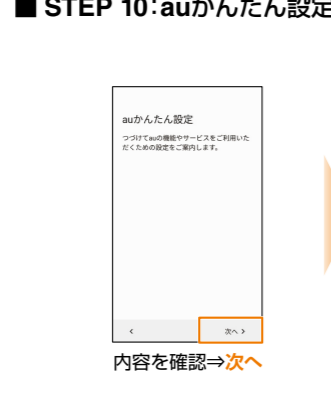 ■ STEP 10:auかんたん設定
auかんたん設定
つづけてauの機能やサービスをご利用いた
だくための設定をご案内します。
< 次へ >
内容を確認⇒次へ